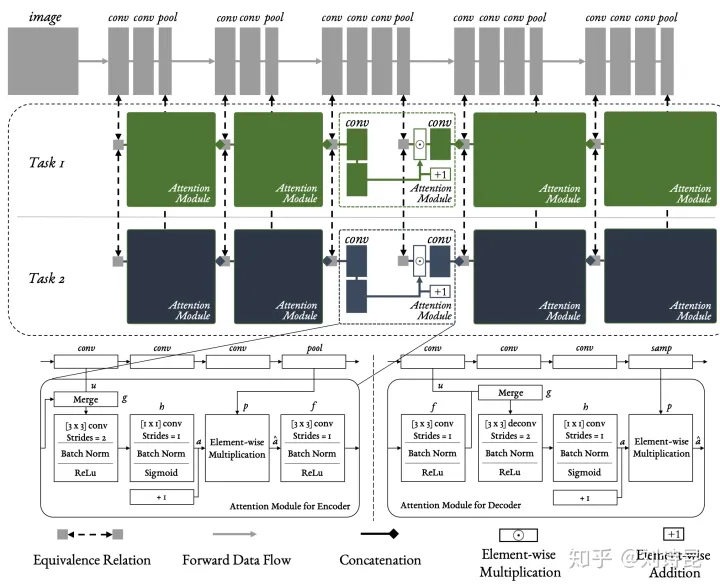 image
conv conv pool
conv conv pool
conv conv conv pool
conv conv conv pool
conv conv conv pool
Task 1
Attention
Module
Attention
Module
conv
conv
+1
Attention
Module
Attention
Module
Attention
Module
Task 2
Attention
Module
Attention
Module
conv
conv
+1
Attention
Module
Attention
Module
Attention
Module
conv
conv
conv
pool
u
Merge
g
h
p
f
[3 x 3] conv
Strides = 2
Batch Norm
ReLu
[1 x 1] conv
Strides = 1
Batch Norm
Sigmoid
a
+ 1
Element-wise
Multiplication
â
[3 x 3] conv
Strides = 1
Batch Norm
ReLu
Attention Module for Encoder
conv
conv
conv
samp
u
f
Merge
g
h
p
[3 x 3] conv
Strides = 1
Batch Norm
ReLu
[3 x 3] deconv
Strides = 2
Batch Norm
ReLu
[1 x 1] conv
Strides = 1
Batch Norm
Sigmoid
a
+ 1
Element-wise
Multiplication
â
Attention Module for Decoder
Equivalence Relation
Forward Data Flow
Concatenation
Element-wise
Multiplication
+1
Element-wise
Addition
知乎